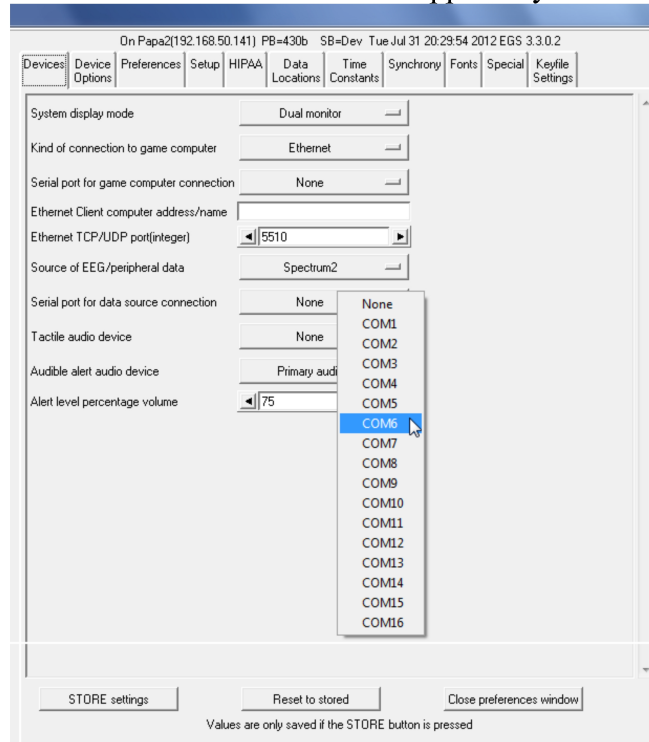 On Papa2(192.168.50.141) PB=430b SB=Dev Tue Jul 31 20:29:54 2012 EGS 3.3.0.2
Devices Device Options Preferences Setup HIPAA Data Locations Time Constants Synchrony Fonts Special Keyfile Settings
System display mode Dual monitor
Kind of connection to game computer Ethernet
Serial port for game computer connection None
Ethernet Client computer address/name
Ethernet TCP/UDP port(integer) 5510
Source of EEG/peripheral data Spectrum2
Serial port for data source connection None
Tactile audio device None
Audible alert audio device Primary audi
Alert level percentage volume 75
None
COM1
COM2
COM3
COM4
COM5
COM6
COM7
COM8
COM9
COM10
COM11
COM12
COM13
COM14
COM15
COM16
STORE settings Reset to stored Close preferences window
Values are only saved if the STORE button is pressed